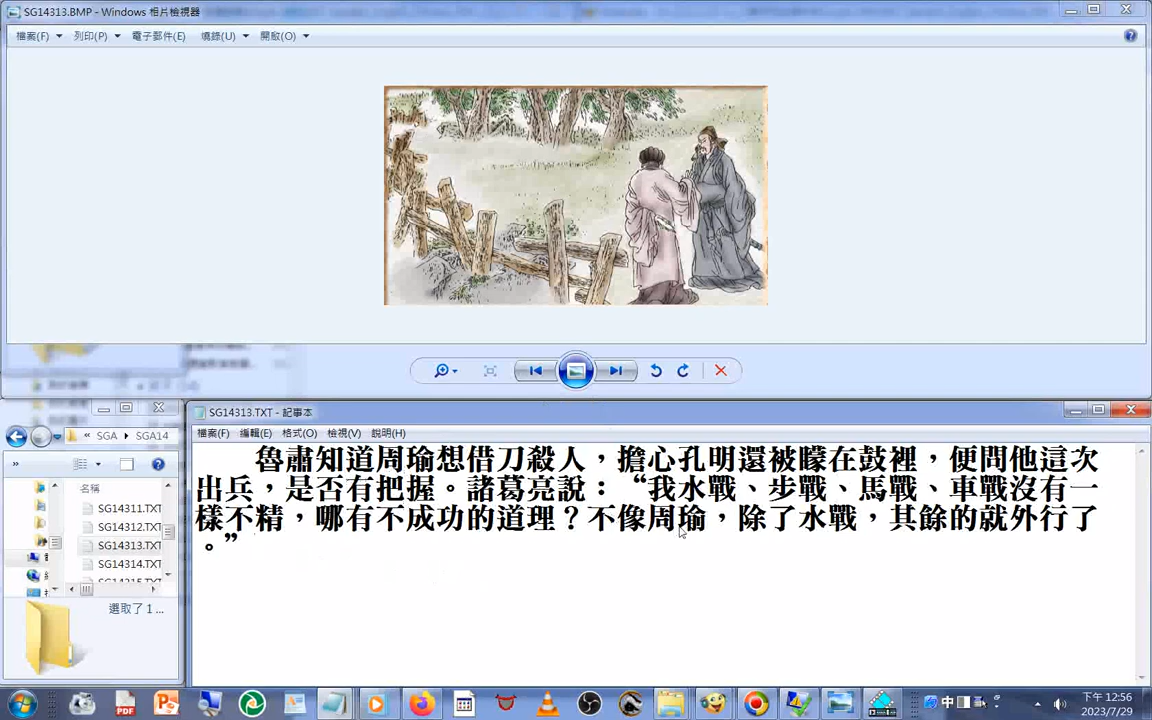 SG14313.BMP - Windows 相片檢視器
檔案(F) 列印(P) 電子郵件(E) 燒錄(U) 開啟(O)
SG14313.TXT - 記事本
« SGA ▸ SGA14
檔案(F) 編輯(E) 格式(O) 檢視(V) 說明(H)
»
名稱
SG14311.TXT
SG14312.TXT
SG14313.TXT
SG14314.TXT
SG14315.TXT
選取了 1 ...
魯肅知道周瑜想借刀殺人，擔心孔明還被矇在鼓裡，便問他這次
出兵，是否有把握。諸葛亮說：“我水戰、步戰、馬戰、車戰沒有一
樣不精，哪有不成功的道理？不像周瑜，除了水戰，其餘的就外行了
。”
PDF
中
下午 12:56
2023/7/29